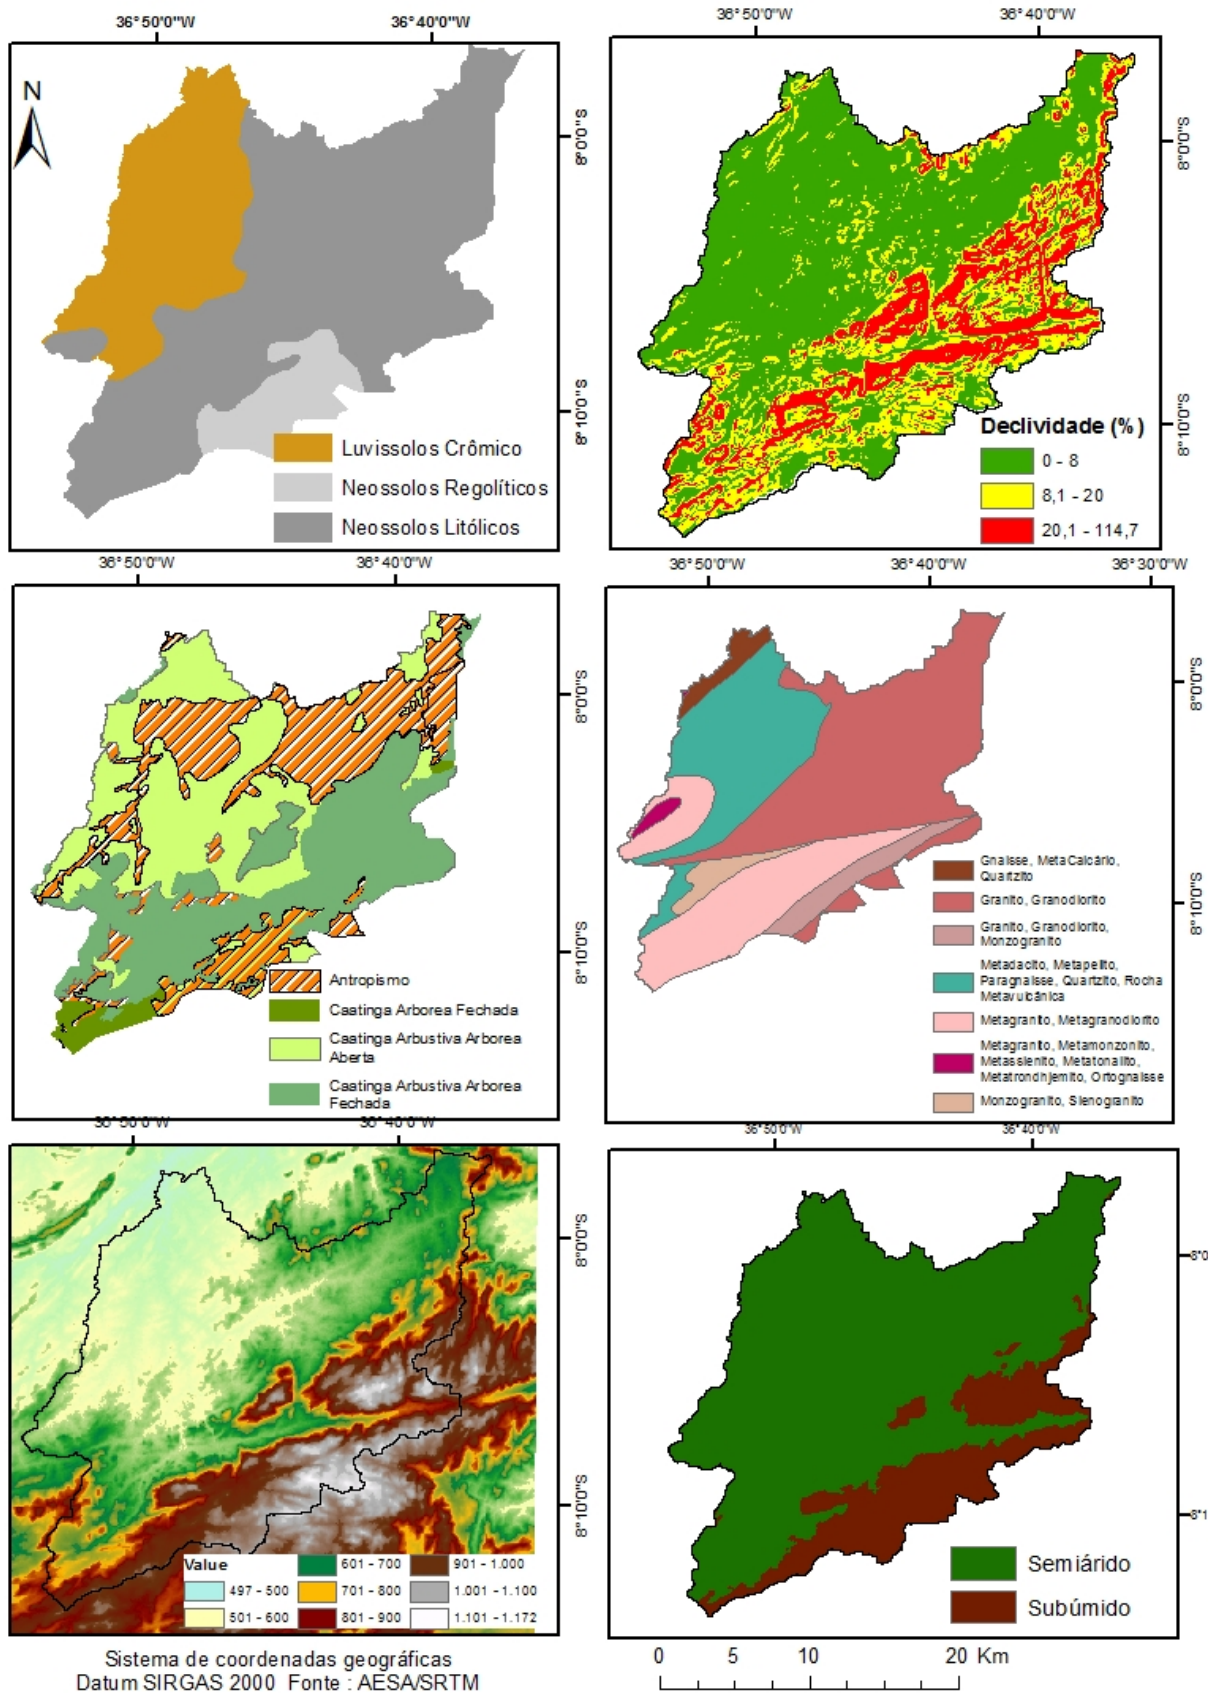 36°50'0"W
36°40'0"W
N
8°0'0"S
8°10'0"S
Luvissolos Crômico
Neossolos Regolíticos
Neossolos Litólicos
36°50'0"W
36°40'0"W
8°0'0"S
8°10'0"S
Declividade (%)
0 - 8
8,1 - 20
20,1 - 114,7
36°50'0"W
36°40'0"W
8°0'0"S
8°10'0"S
Antropismo
Caatinga Arborea Fechada
Caatinga Arbustiva Arborea
Aberta
Caatinga Arbustiva Arborea
Fechada
36°50'0"W
36°40'0"W
36°30'0"W
8°0'0"S
8°10'0"S
Gnaisse, MetaCalcário,
Quartzito
Granito, Granodiorito
Granito, Granodiorito,
Monzogranito
Metadacito, Metapelito,
Paragnaisse, Quartzito, Rocha
Metavulcânica
Metagranito, Metagranodiorito
Metagranito, Metamonzonito,
Metassienito, Metatonalito,
Metatrondhjemito, Ortognaisse
Monzogranito, Sienogranito
36°50'0"W
36°40'0"W
8°0'0"S
8°10'0"S
Value
497 - 500
501 - 600
601 - 700
701 - 800
801 - 900
901 - 1.000
1.001 - 1.100
1.101 - 1.172
36°50'0"W
36°40'0"W
8°0
8°1
Semiárido
Subúmido
Sistema de coordenadas geográficas
Datum SIRGAS 2000 Fonte : AESA/SRTM
0 5 10 20 Km